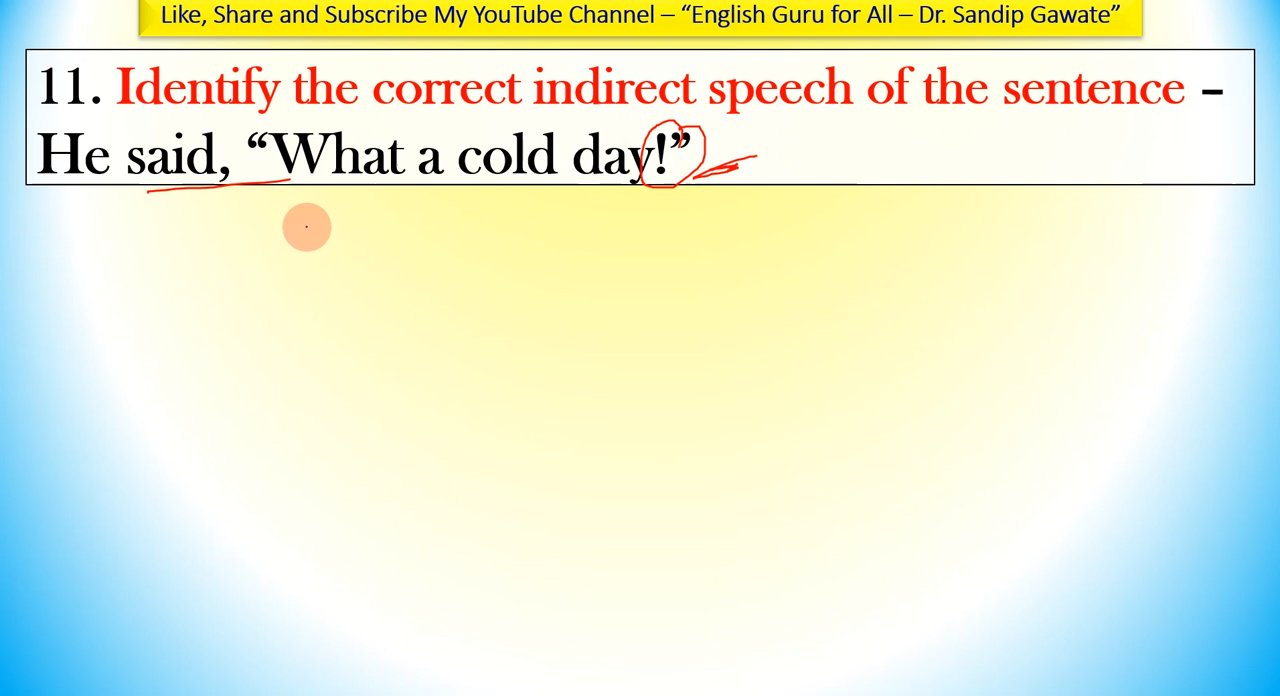 Like, Share and Subscribe My YouTube Channel – “English Guru for All – Dr. Sandip Gawate”
11. Identify the correct indirect speech of the sentence –
He said, “What a cold day!”